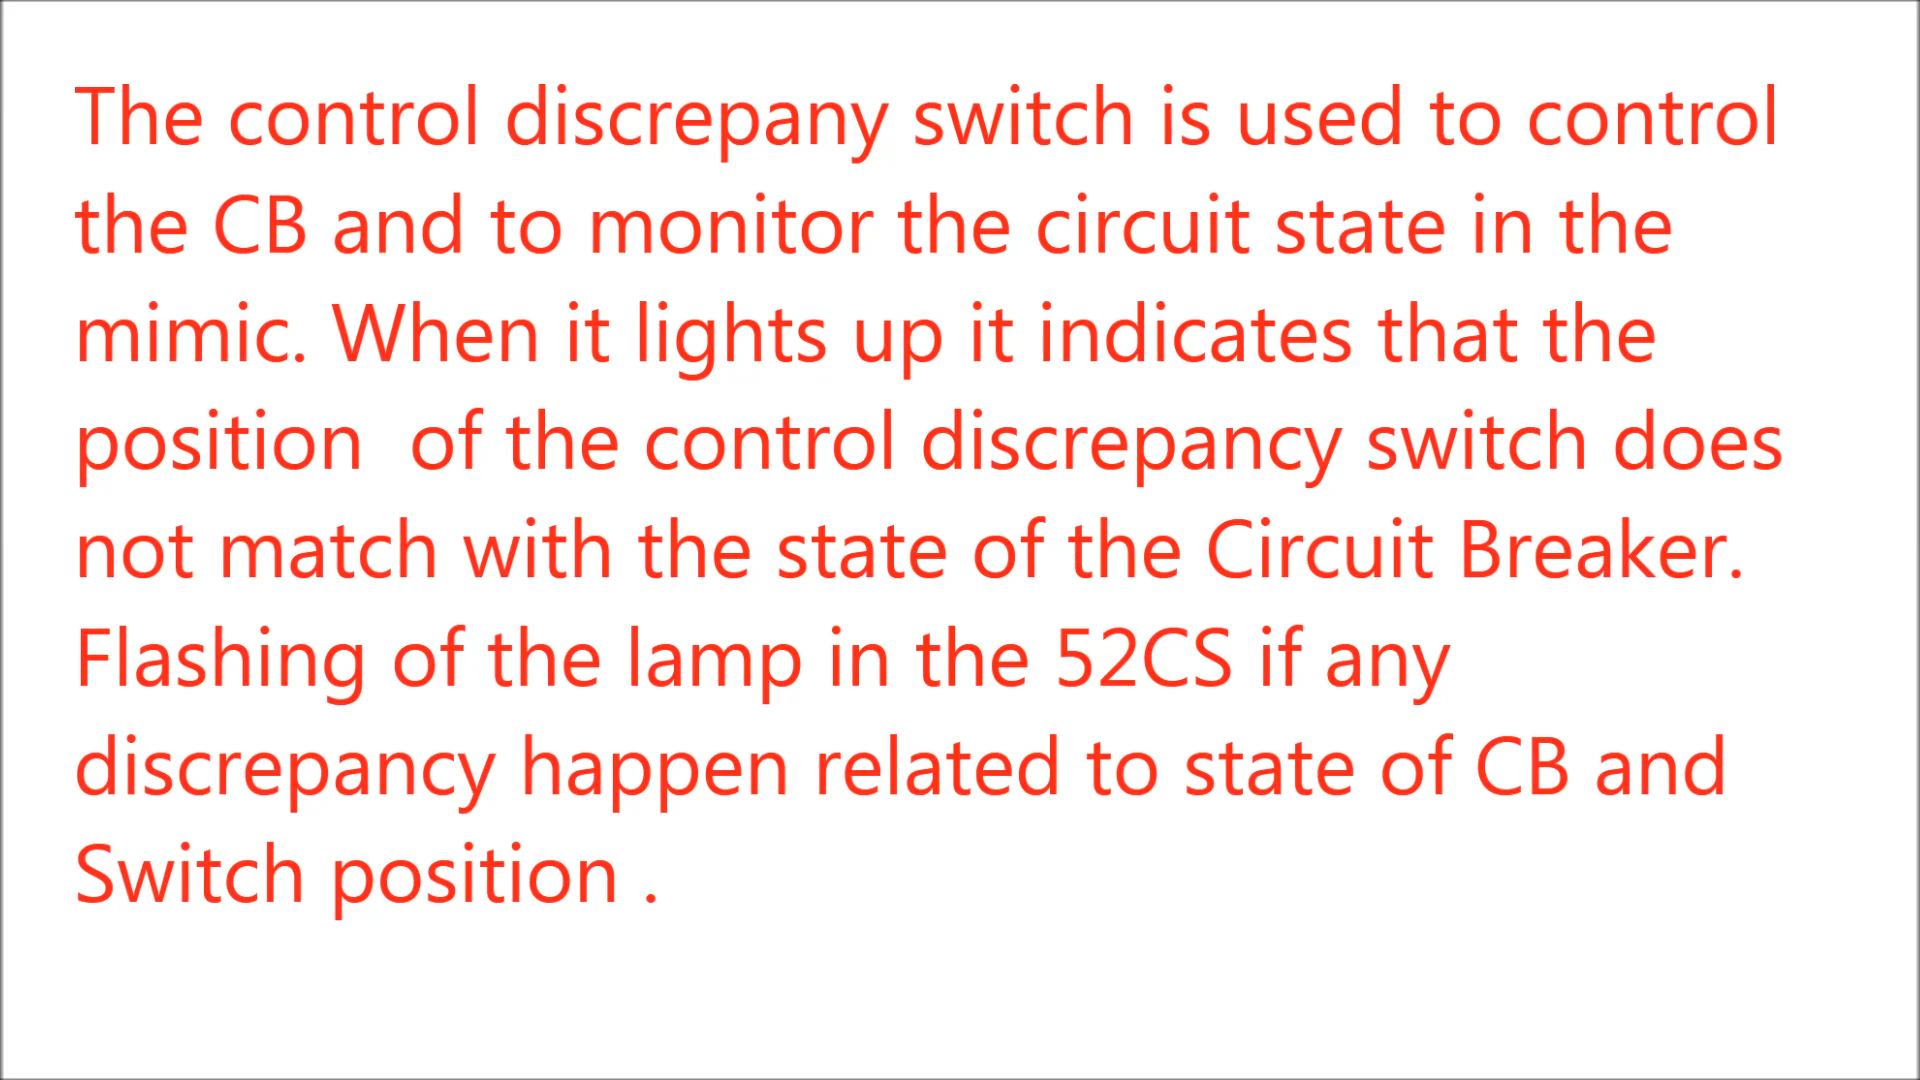 The control discrepany switch is used to control
the CB and to monitor the circuit state in the
mimic. When it lights up it indicates that the
position  of the control discrepancy switch does
not match with the state of the Circuit Breaker.
Flashing of the lamp in the 52CS if any
discrepancy happen related to state of CB and
Switch position .